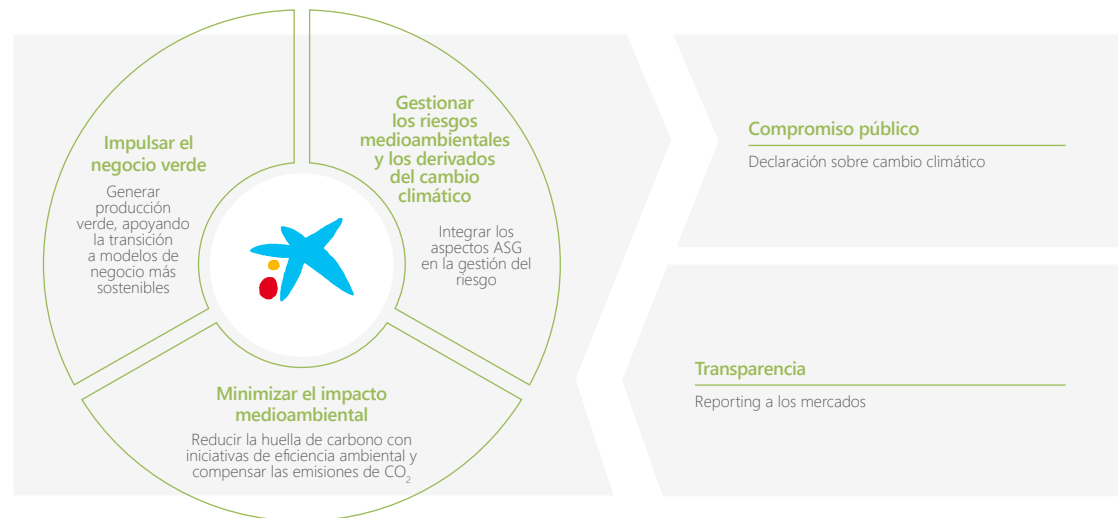 Impulsar el
negocio verde
Generar
producción
verde, apoyando
la transición
a modelos de
negocio más
sostenibles
Gestionar
los riesgos
medioambientales
y los derivados
del cambio
climático
Integrar los
aspectos ASG
en la gestión del
riesgo
Minimizar el impacto
medioambiental
Reducir la huella de carbono con
iniciativas de eficiencia ambiental y
compensar las emisiones de CO₂
Compromiso público
Declaración sobre cambio climático
Transparencia
Reporting a los mercados